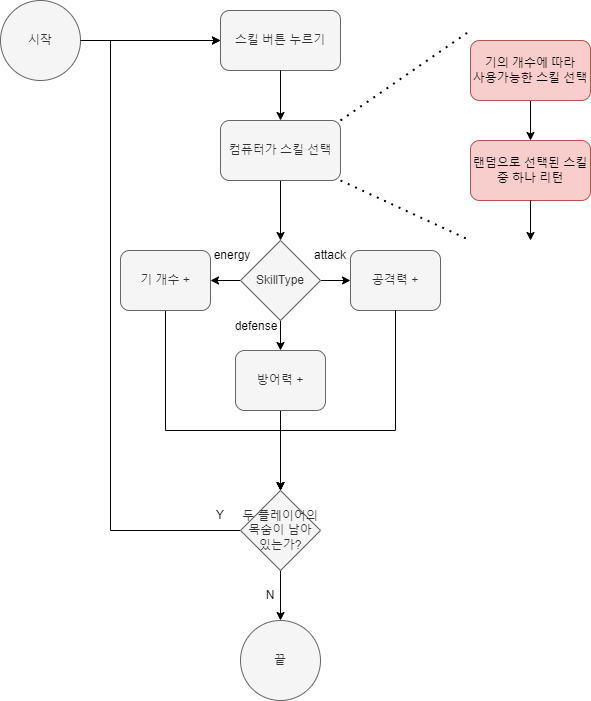 시작
스킬 버튼 누르기
기의 개수에 따라
사용가능한 스킬 선택
컴퓨터가 스킬 선택
랜덤으로 선택된 스킬
중 하나 리턴
energy
attack
기 개수 +
SkillType
공격력 +
defense
방어력 +
Y
두 플레이어의
목숨이 남아
있는가?
N
끝